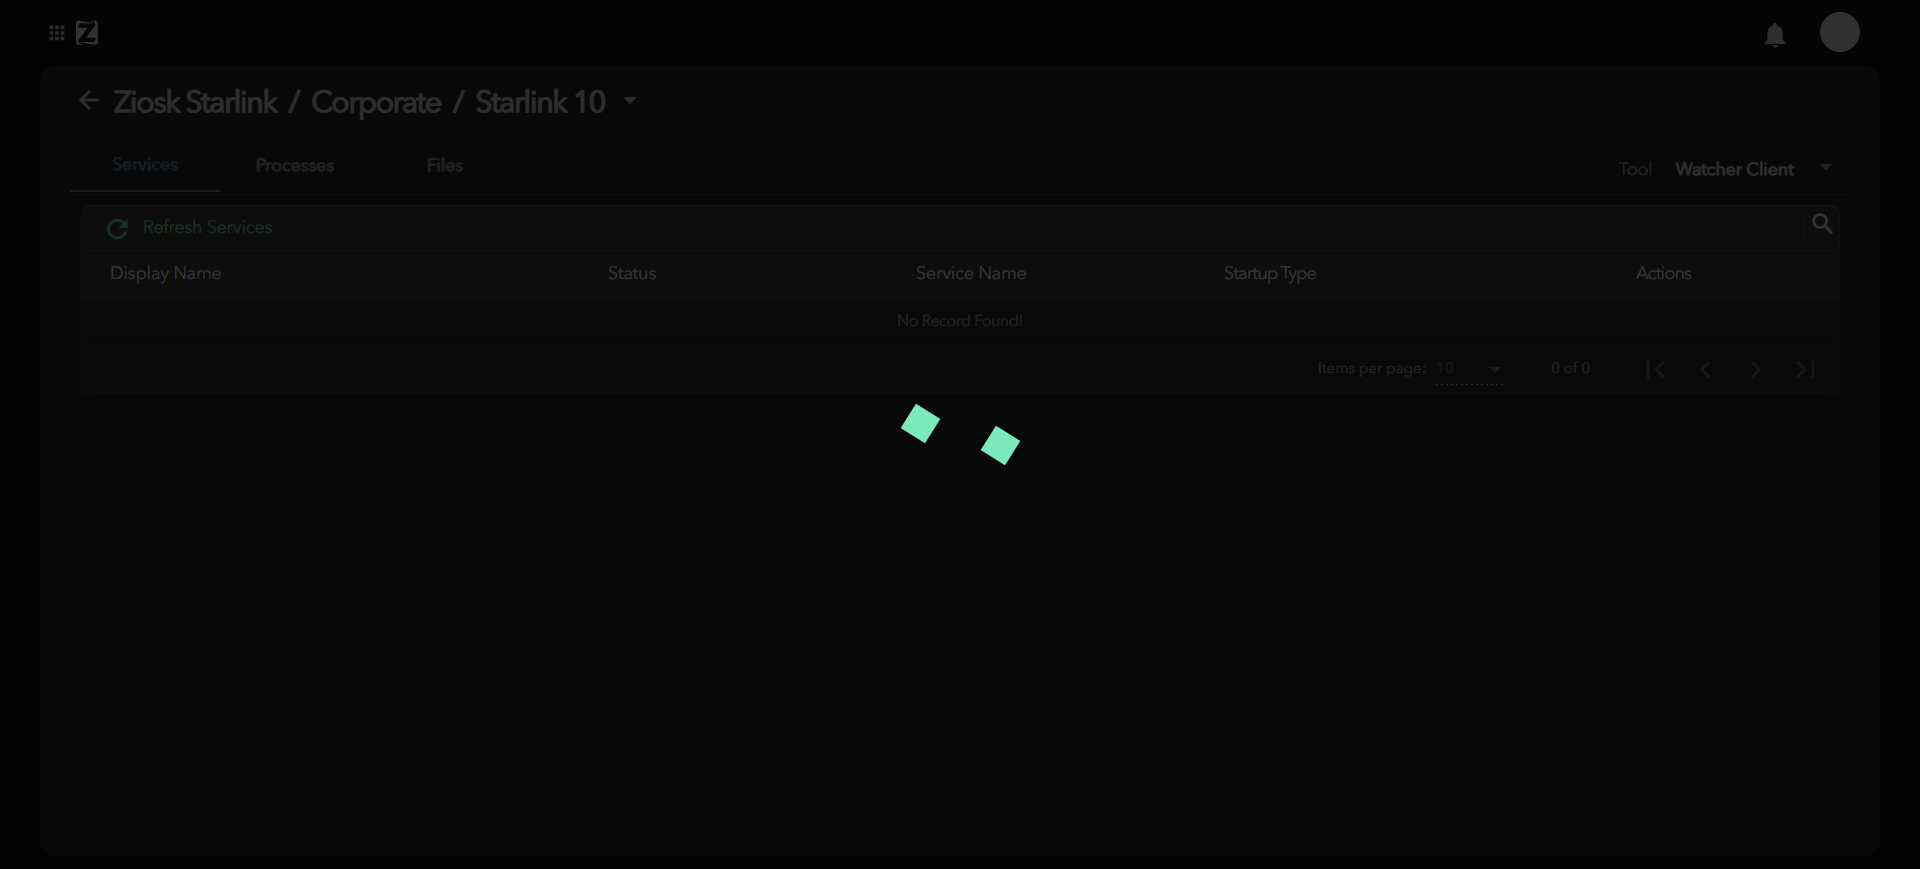 Z
Ziosk Starlink / Corporate / Starlink 10
Services Processes Files Tool Watcher Client
Refresh Services
Display Name Status Service Name Startup Type Actions
No Record Found!
Items per page: 10 0 of 0